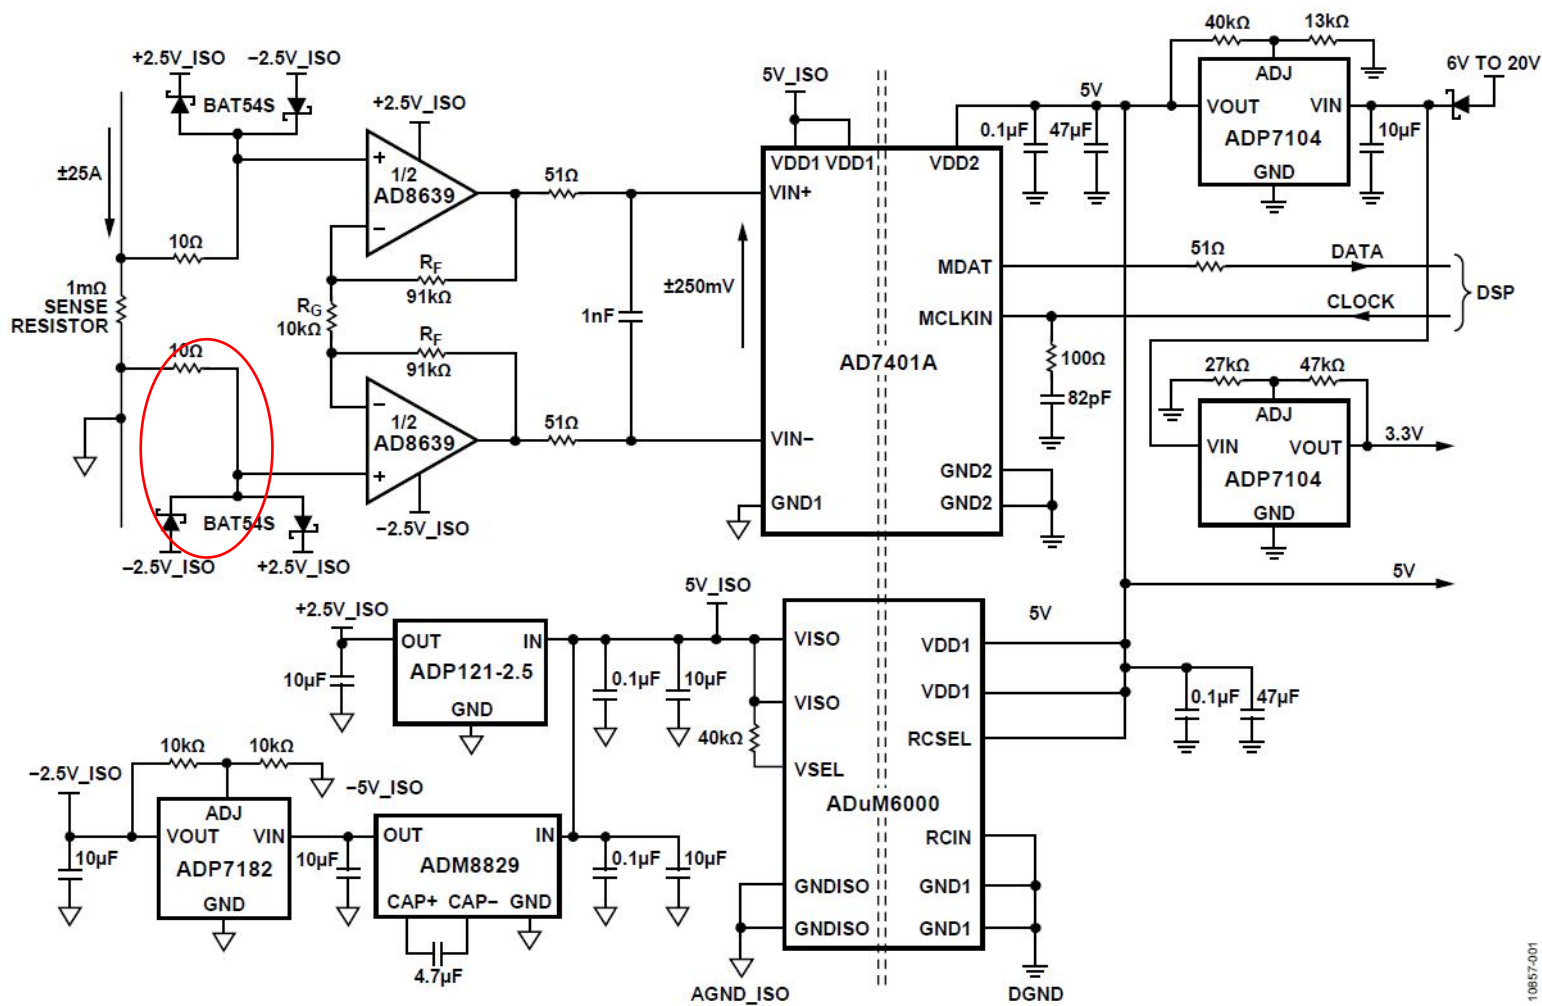 +2.5V_ISO
−2.5V_ISO
BAT54S
±25A
10Ω
1mΩ
SENSE
RESISTOR
10Ω
BAT54S
−2.5V_ISO
+2.5V_ISO
+2.5V_ISO
+
1/2
AD8639
−
RF
91kΩ
RG
10kΩ
RF
91kΩ
−
1/2
AD8639
+
−2.5V_ISO
51Ω
1nF
51Ω
±250mV
5V_ISO
VDD1 VDD1
VDD2
VIN+
MDAT
MCLKIN
AD7401A
VIN−
GND2
GND2
GND1
5V
0.1µF
47µF
40kΩ
13kΩ
ADJ
VOUT
VIN
ADP7104
GND
10µF
6V TO 20V
51Ω
DATA
CLOCK
DSP
100Ω
82pF
27kΩ
47kΩ
ADJ
VIN
VOUT
ADP7104
GND
3.3V
5V
+2.5V_ISO
10µF
OUT
IN
ADP121-2.5
GND
0.1µF
10µF
5V_ISO
40kΩ
VISO
VISO
VSEL
ADuM6000
GNDISO
GNDISO
AGND_ISO
5V
VDD1
VDD1
RCSEL
RCIN
GND1
GND1
DGND
0.1µF
47µF
−2.5V_ISO
10µF
10kΩ
10kΩ
ADJ
VOUT
VIN
ADP7182
GND
−5V_ISO
10µF
OUT
IN
ADM8829
CAP+ CAP− GND
4.7µF
0.1µF
10µF
10857-001